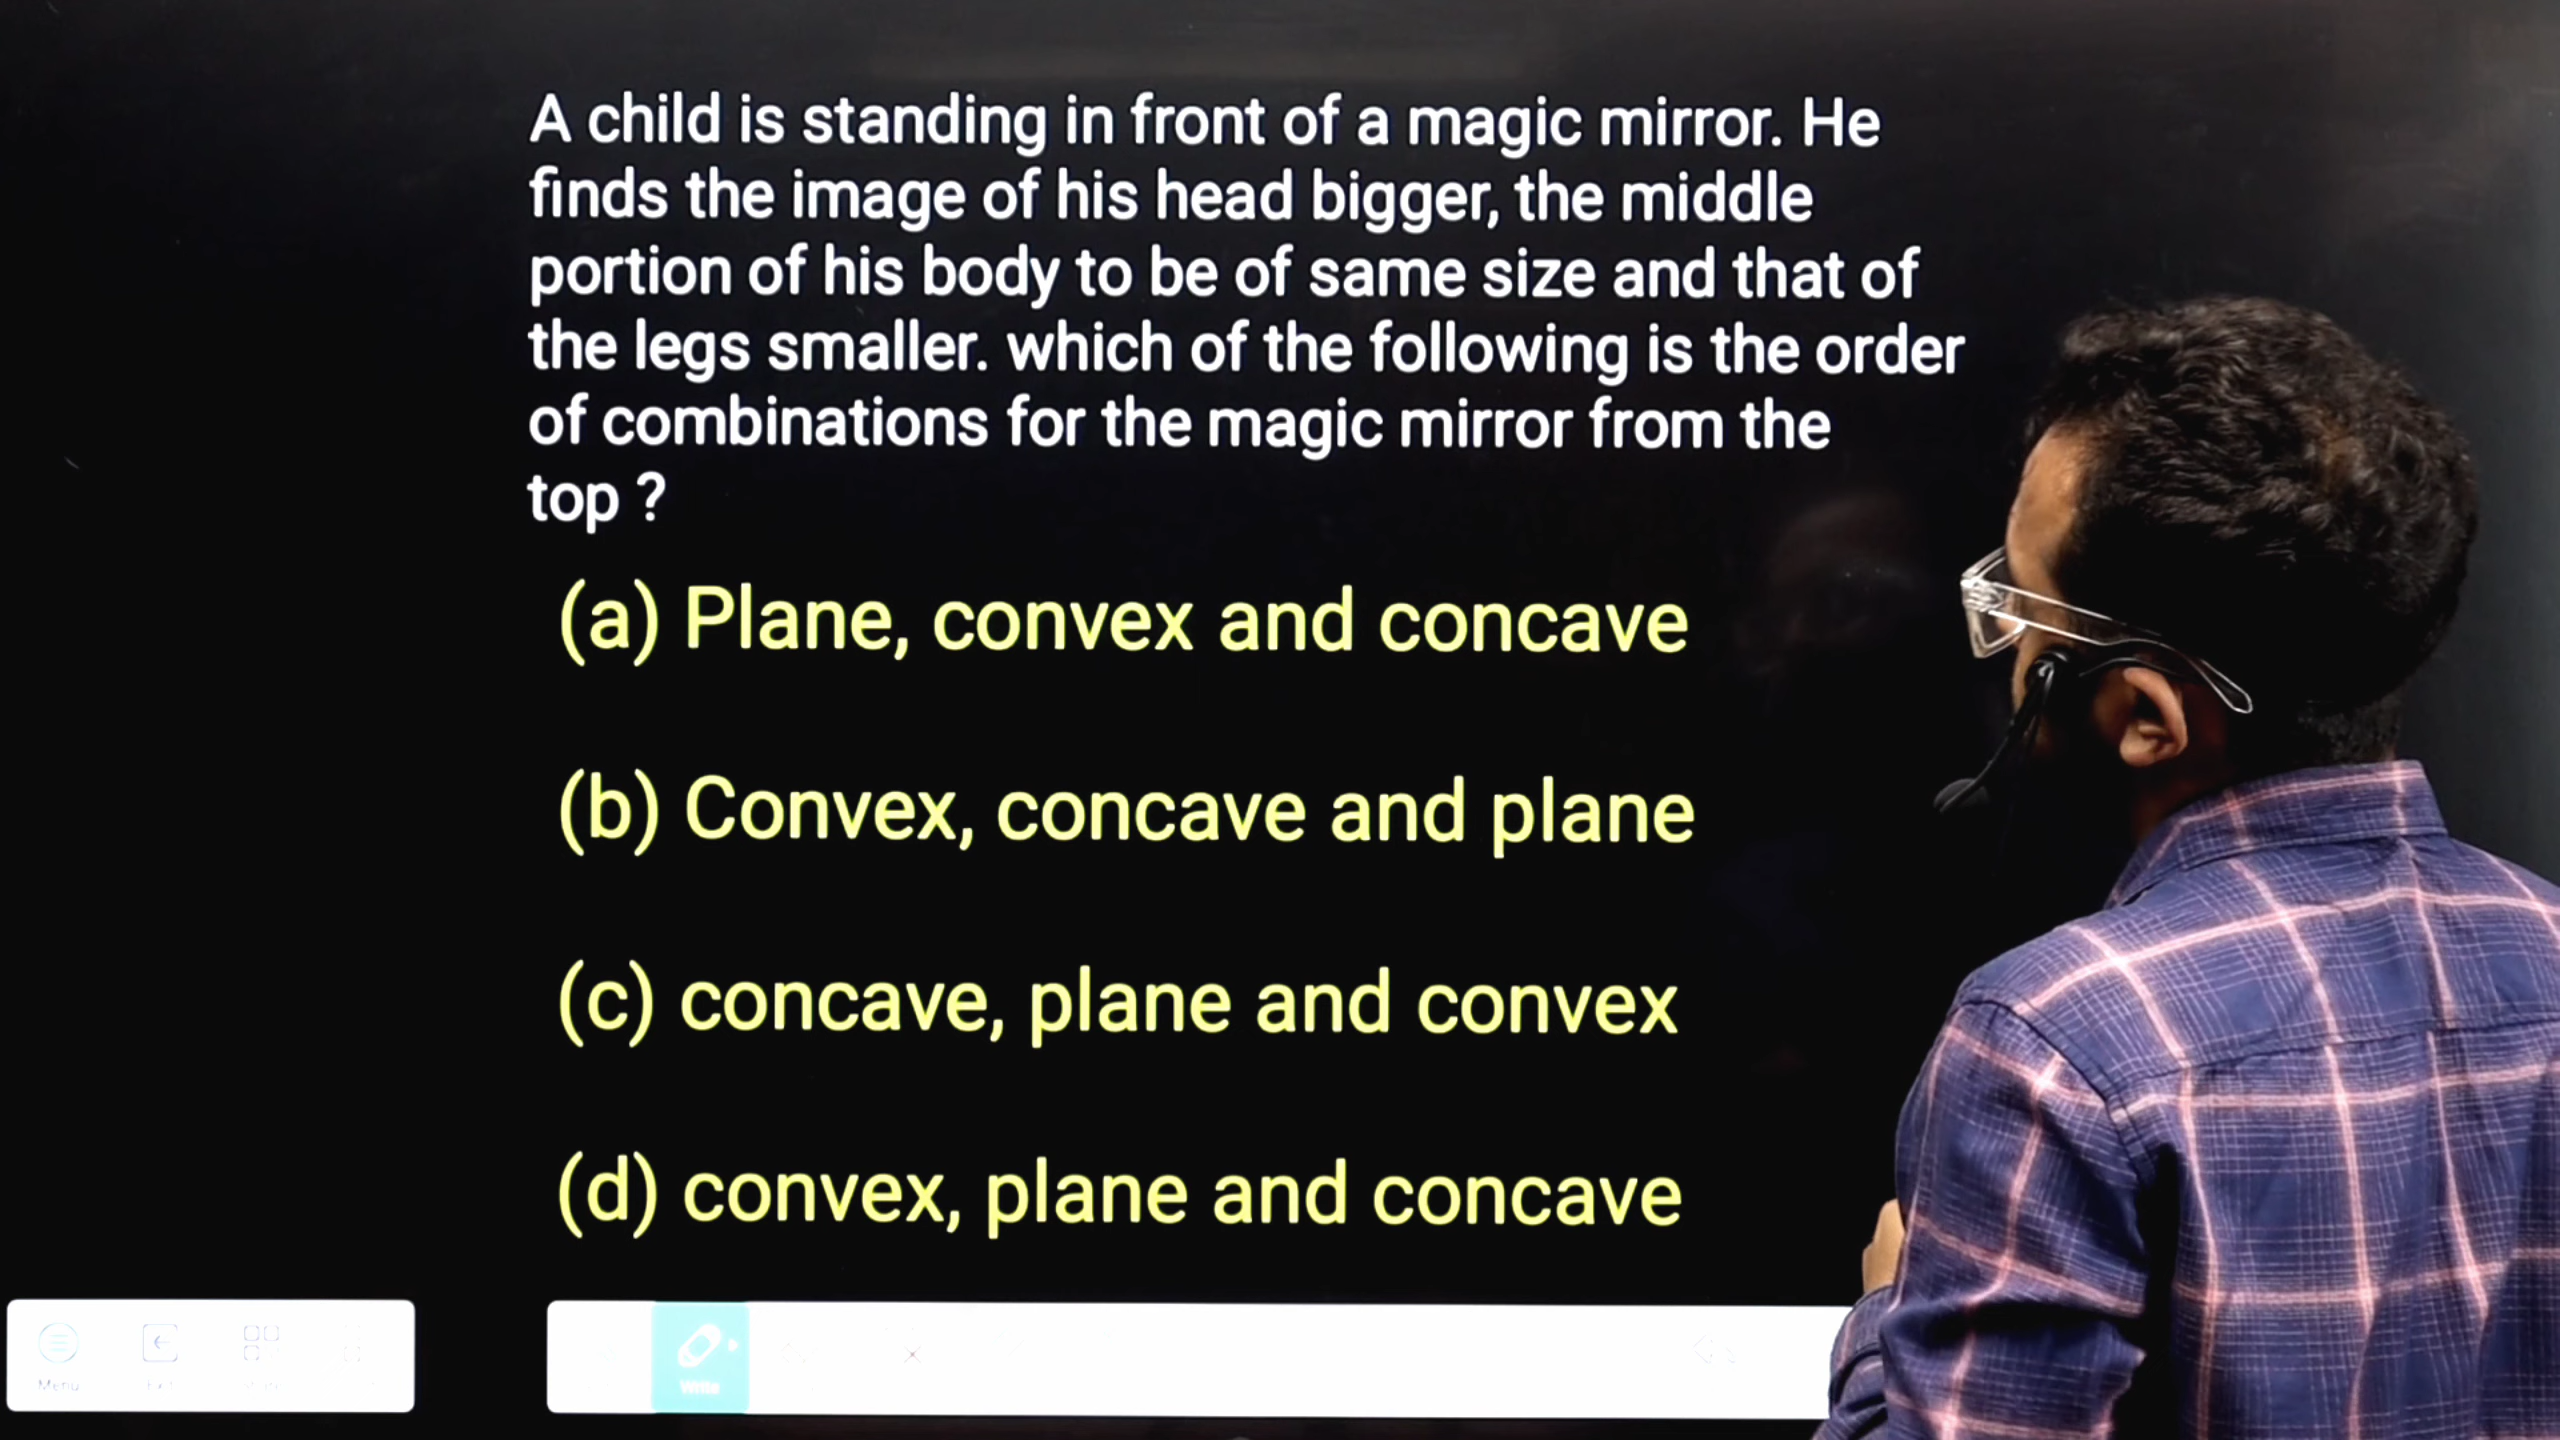 A child is standing in front of a magic mirror. He
finds the image of his head bigger, the middle
portion of his body to be of same size and that of
the legs smaller. which of the following is the order
of combinations for the magic mirror from the
top ?
(a) Plane, convex and concave
(b) Convex, concave and plane
(c) concave, plane and convex
(d) convex, plane and concave
Menu
Write